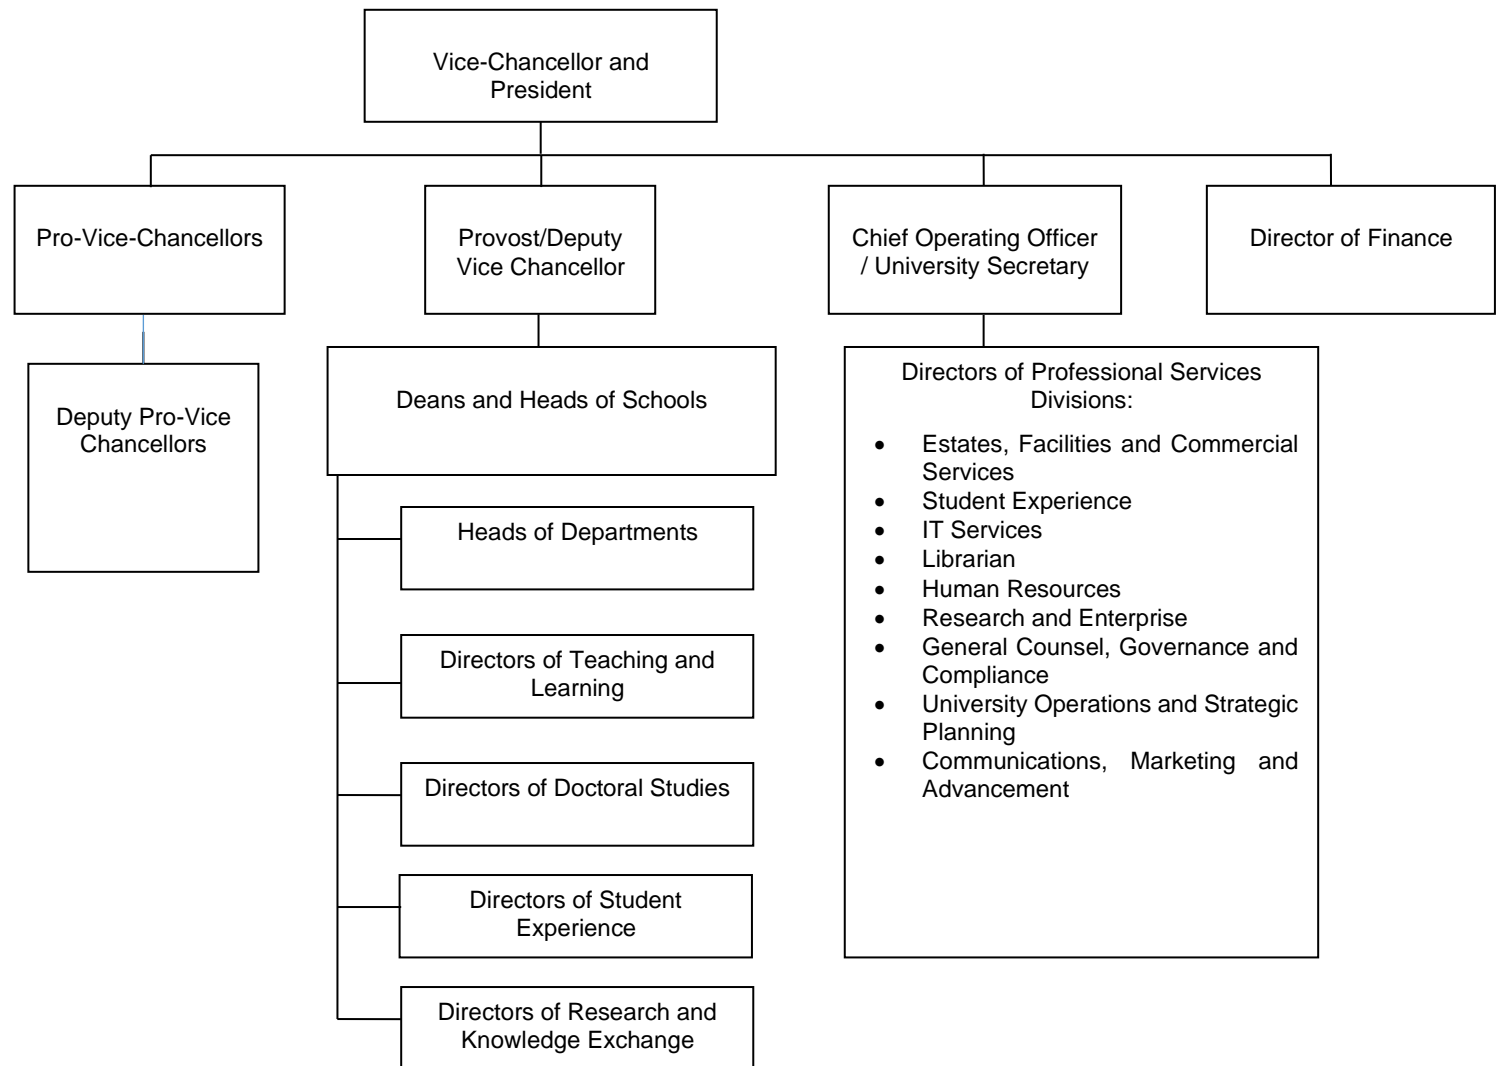 Vice-Chancellor and
President
Pro-Vice-Chancellors
Provost/Deputy
Vice Chancellor
Chief Operating Officer
/ University Secretary
Director of Finance
Deputy Pro-Vice
Chancellors
Deans and Heads of Schools
Heads of Departments
Directors of Teaching and
Learning
Directors of Doctoral Studies
Directors of Student
Experience
Directors of Research and
Knowledge Exchange
Directors of Professional Services
Divisions:
• Estates, Facilities and Commercial
Services
• Student Experience
• IT Services
• Librarian
• Human Resources
• Research and Enterprise
• General Counsel, Governance and
Compliance
• University Operations and Strategic
Planning
• Communications, Marketing and
Advancement